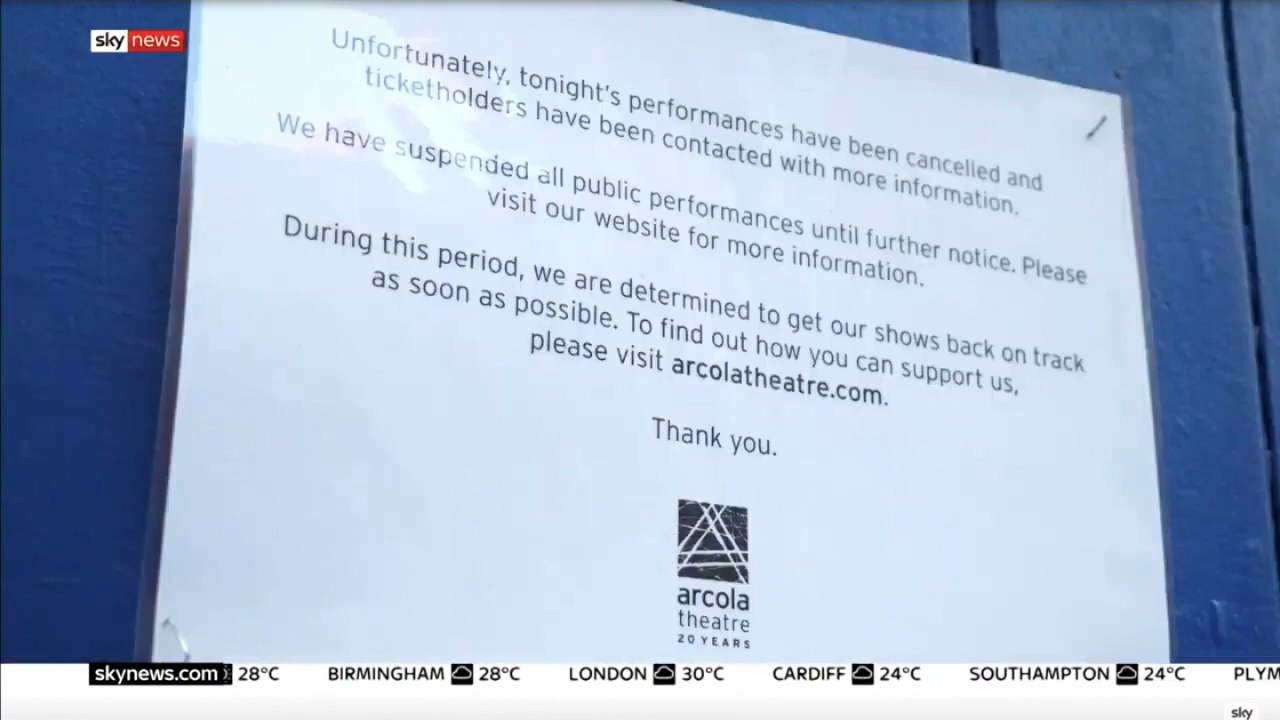 sky news
Unfortunately, tonight's performances have been cancelled and
ticketholders have been contacted with more information.
We have suspended all public performances until further notice. Please
visit our website for more information.
During this period, we are determined to get our shows back on track
as soon as possible. To find out how you can support us,
please visit arcolatheatre.com.
Thank you.
arcola
theatre
20 YEARS
skynews.com 28°C BIRMINGHAM 28°C LONDON 30°C CARDIFF 24°C SOUTHAMPTON 24°C PLYM
sky